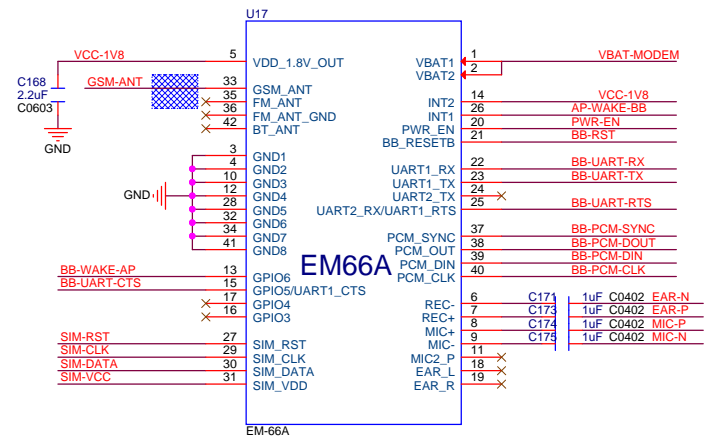 U17
VCC-1V8 5 VDD_1.8V_OUT
C168
2.2uF
C0603
GND
GSM-ANT 33 GSM_ANT
35 FM_ANT
36 FM_ANT_GND
42 BT_ANT
3 GND1
4 GND2
10 GND3
GND 12 GND4
28 GND5
32 GND6
34 GND7
41 GND8
BB-WAKE-AP 13 GPIO6
BB-UART-CTS 15 GPIO5/UART1_CTS
17 GPIO4
16 GPIO3
SIM-RST 27 SIM_RST
SIM-CLK 29 SIM_CLK
SIM-DATA 30 SIM_DATA
SIM-VCC 31 SIM_VDD
EM66A
VBAT1 1 VBAT-MODEM
VBAT2 2
INT2 14 VCC-1V8
INT1 26 AP-WAKE-BB
PWR_EN 20 PWR-EN
BB_RESETB 21 BB-RST
UART1_RX 22 BB-UART-RX
UART1_TX 23 BB-UART-TX
UART2_TX 24
UART2_RX/UART1_RTS 25 BB-UART-RTS
PCM_SYNC 37 BB-PCM-SYNC
PCM_OUT 38 BB-PCM-DOUT
PCM_DIN 39 BB-PCM-DIN
PCM_CLK 40 BB-PCM-CLK
REC- 6 C171 1uF C0402 EAR-N
REC+ 7 C173 1uF C0402 EAR-P
MIC+ 8 C174 1uF C0402 MIC-P
MIC- 9 C175 1uF C0402 MIC-N
MIC2_P 11
EAR_L 18
EAR_R 19
EM-66A